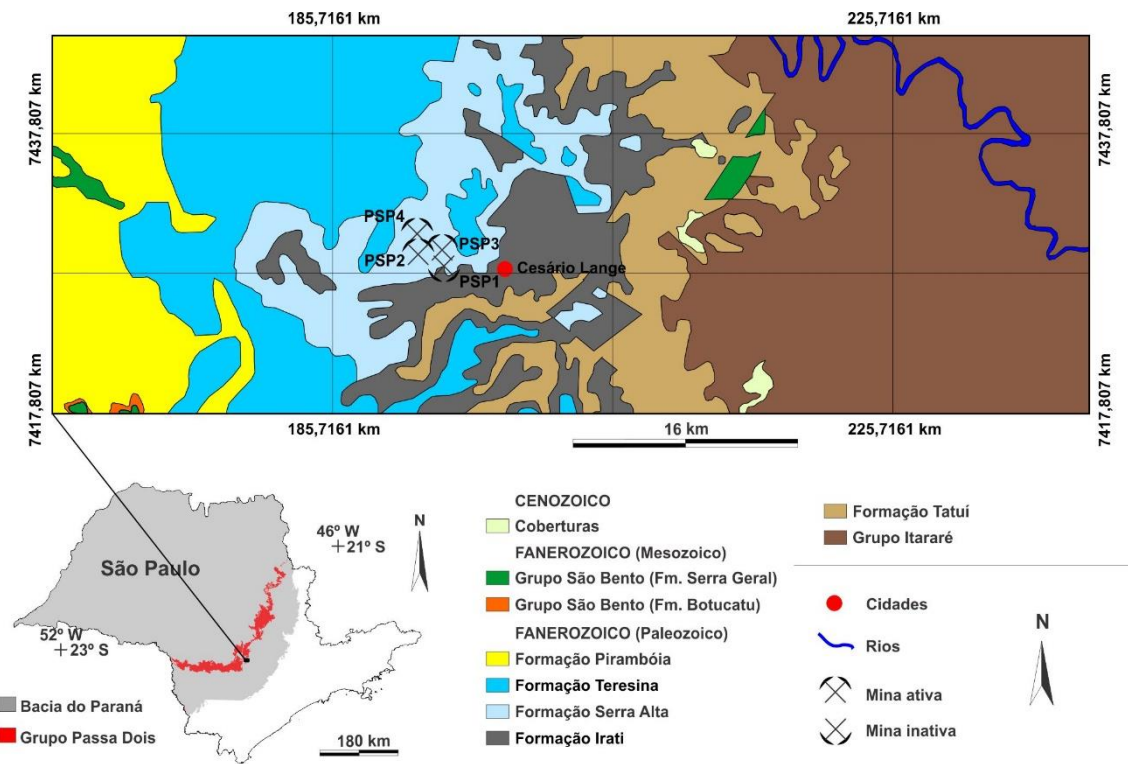 185,7161 km
225,7161 km
7437,807 km
7437,807 km
PSP4
PSP3
PSP2
PSP1
Cesário Lange
7417,807 km
7417,807 km
185,7161 km
225,7161 km
16 km
46º W
21º S
N
São Paulo
52º W
23º S
Bacia do Paraná
Grupo Passa Dois
180 km
CENOZOICO
Coberturas
FANEROZOICO (Mesozoico)
Grupo São Bento (Fm. Serra Geral)
Grupo São Bento (Fm. Botucatu)
FANEROZOICO (Paleozoico)
Formação Pirambóia
Formação Teresina
Formação Serra Alta
Formação Irati
Formação Tatuí
Grupo Itararé
Cidades
Rios
Mina ativa
Mina inativa
N